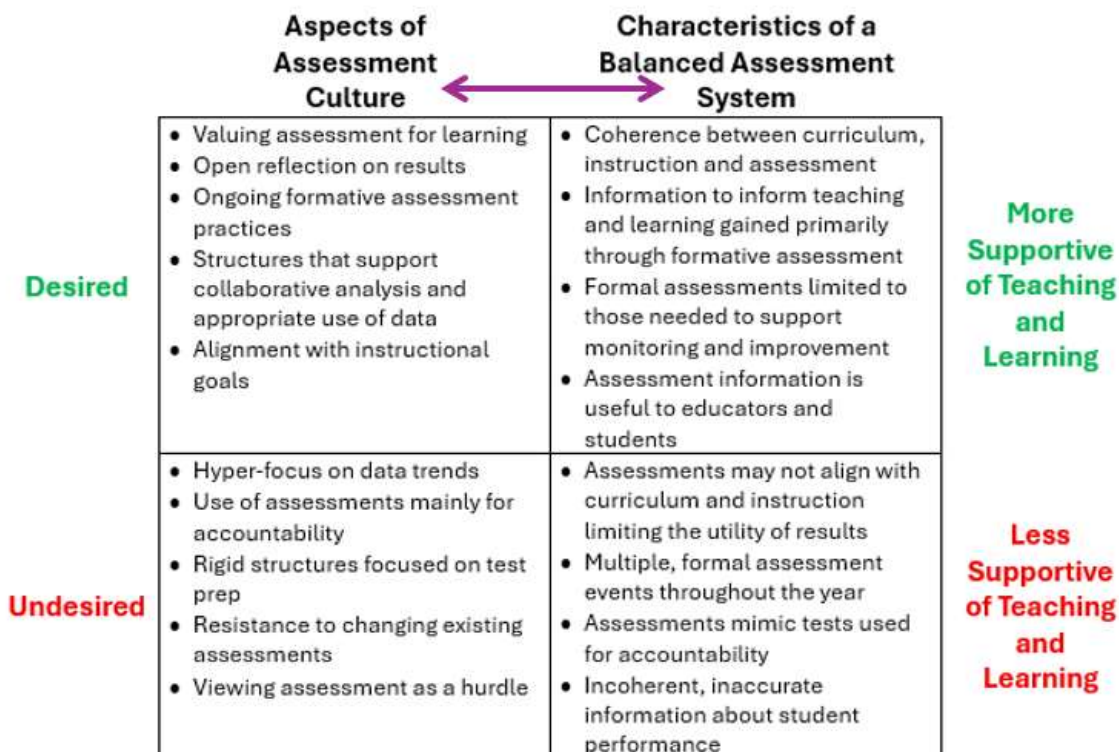 Aspects of
Assessment
Culture
Characteristics of a
Balanced Assessment
System
Desired
• Valuing assessment for learning
• Open reflection on results
• Ongoing formative assessment
practices
• Structures that support
collaborative analysis and
appropriate use of data
• Alignment with instructional
goals
• Coherence between curriculum,
instruction and assessment
• Information to inform teaching
and learning gained primarily
through formative assessment
• Formal assessments limited to
those needed to support
monitoring and improvement
• Assessment information is
useful to educators and
students
More
Supportive
of Teaching
and
Learning
Undesired
• Hyper-focus on data trends
• Use of assessments mainly for
accountability
• Rigid structures focused on test
prep
• Resistance to changing existing
assessments
• Viewing assessment as a hurdle
• Assessments may not align with
curriculum and instruction
limiting the utility of results
• Multiple, formal assessment
events throughout the year
• Assessments mimic tests used
for accountability
• Incoherent, inaccurate
information about student
performance
Less
Supportive
of Teaching
and
Learning